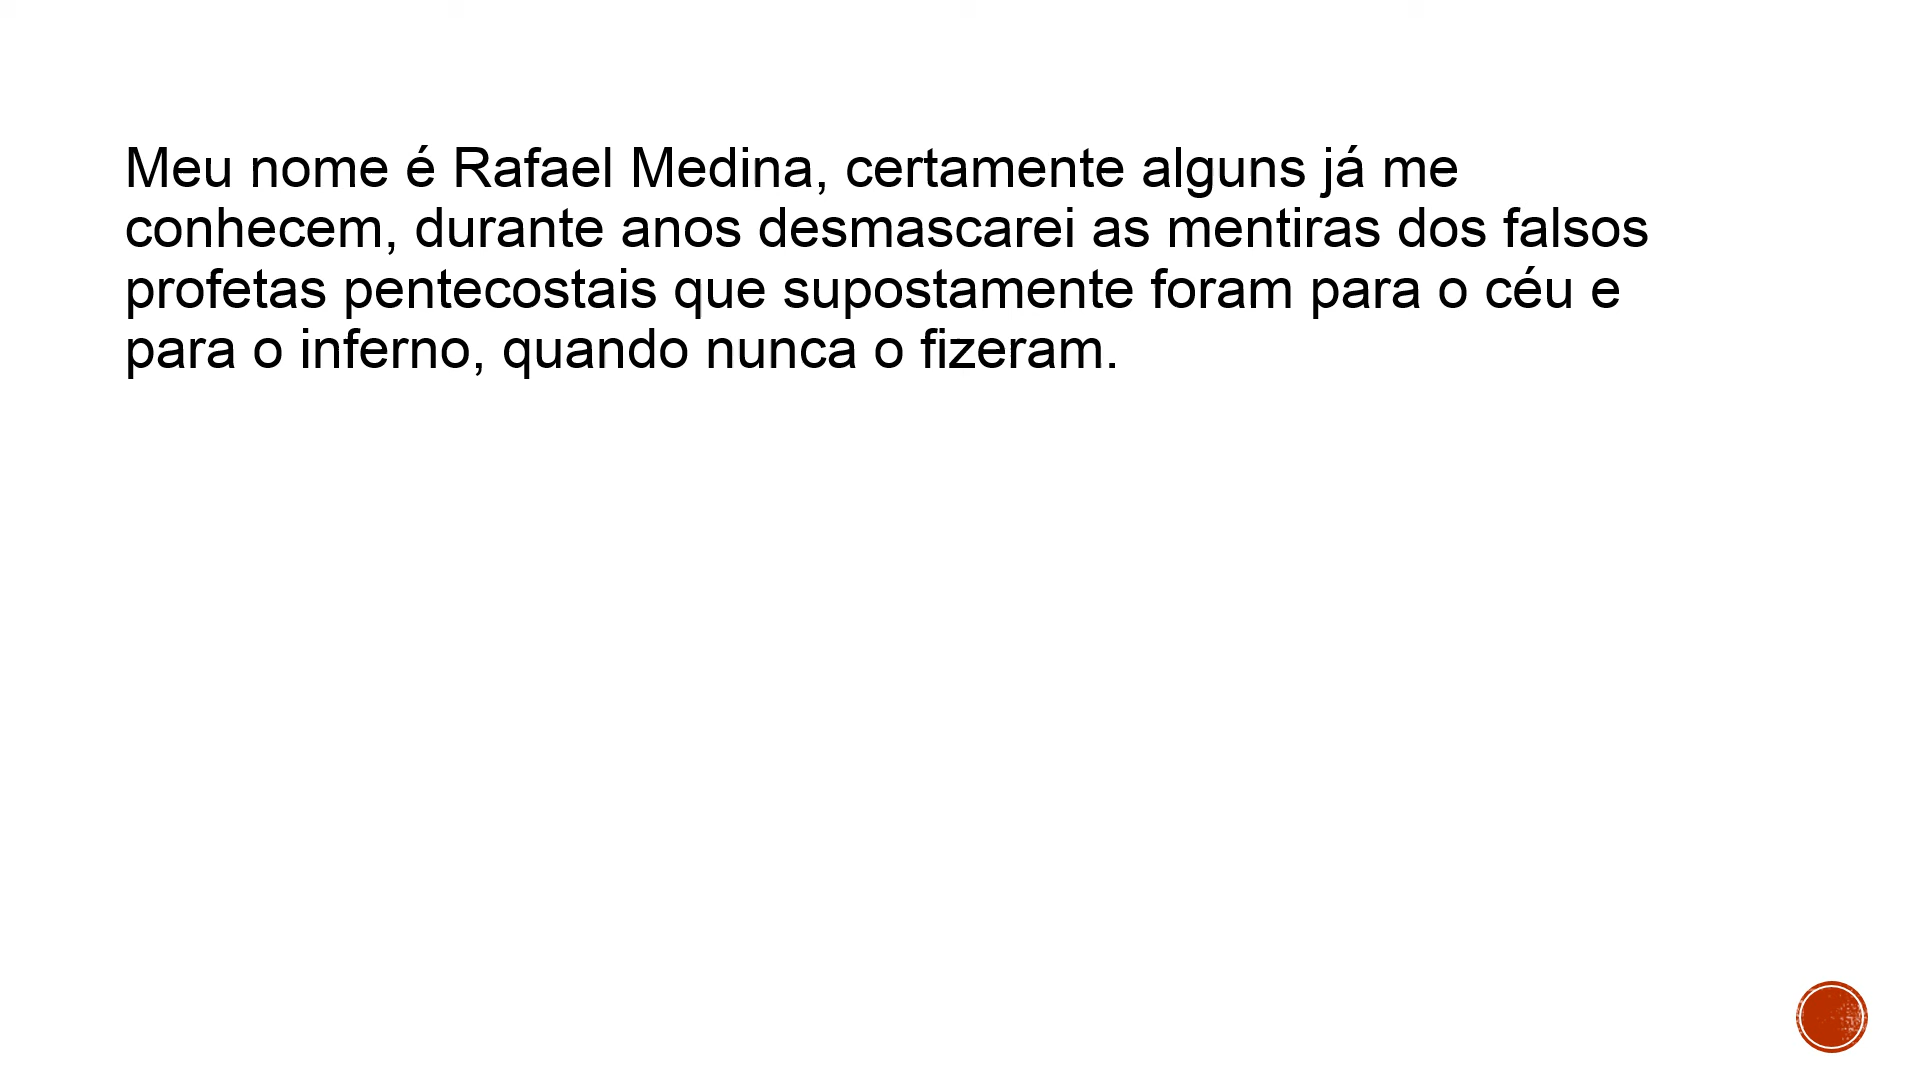 Meu nome é Rafael Medina, certamente alguns já me
conhecem, durante anos desmascarei as mentiras dos falsos
profetas pentecostais que supostamente foram para o céu e
para o inferno, quando nunca o fizeram.